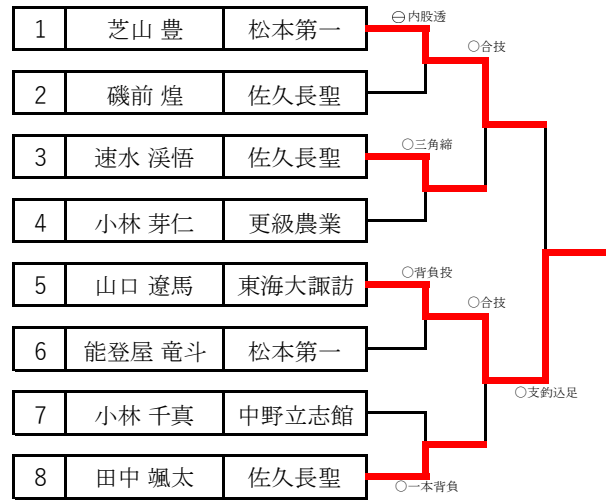 ⊖内股透
1 芝山 豊 松本第一
○合技
2 磯前 煌 佐久長聖
○三角締
3 速水 渓悟 佐久長聖
4 小林 芽仁 更級農業
○背負投
5 山口 遼馬 東海大諏訪
○合技
6 能登屋 竜斗 松本第一
○支釣込足
7 小林 千真 中野立志館
8 田中 颯太 佐久長聖
○一本背負